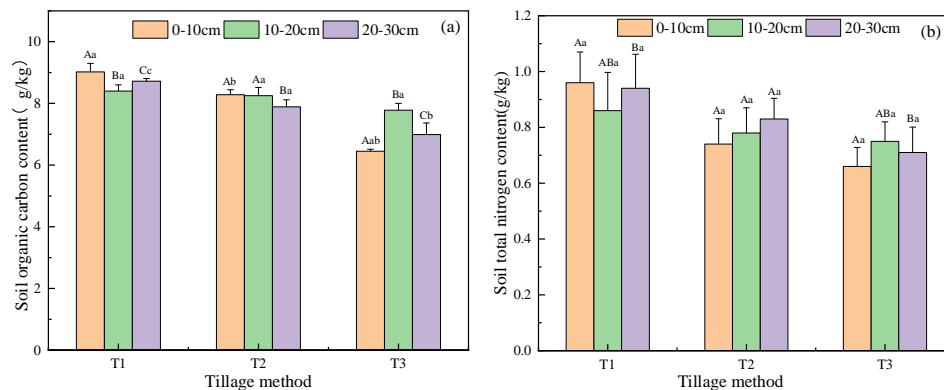 0-10cm 10-20cm 20-30cm (a)
Soil organic carbon content( g/kg)
10
8
6
4
2
0
Aa Ba Cc
Ab Aa Ba
Aab Ba Cb
T1 T2 T3
Tillage method
0-10cm 10-20cm 20-30cm
(b)
Soil total nitrogen content(g/kg)
1.2
1.0
0.8
0.6
0.4
0.2
0.0
Aa ABa Ba
Aa Aa Aa
Aa ABa Ba
T1 T2 T3
Tillage method